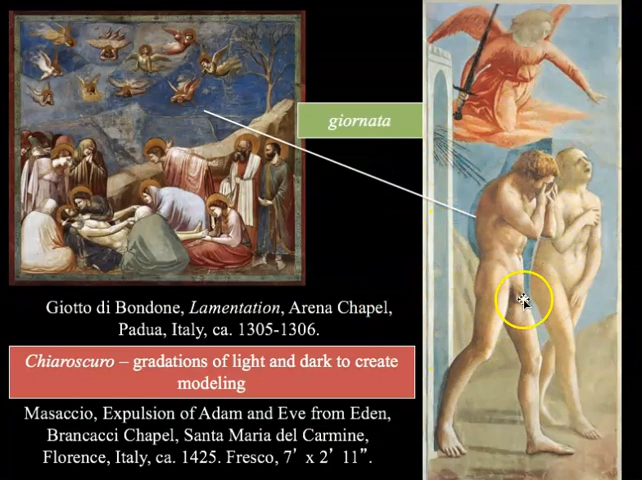 giornata
Giotto di Bondone, Lamentation, Arena Chapel,
Padua, Italy, ca. 1305-1306.
Chiaroscuro – gradations of light and dark to create
modeling
Masaccio, Expulsion of Adam and Eve from Eden,
Brancacci Chapel, Santa Maria del Carmine,
Florence, Italy, ca. 1425. Fresco, 7’ x 2’ 11”.